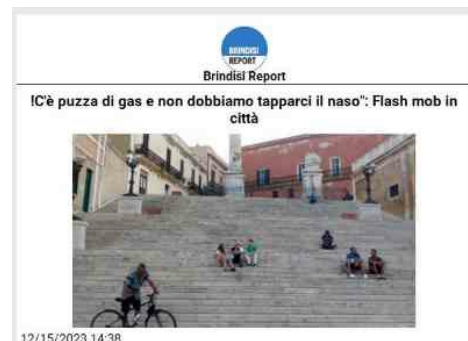 BRINDISI
REPORT
Brindisi Report
!C'è puzza di gas e non dobbiamo tapparci il naso": Flash mob in
città
12/15/2023 14:38